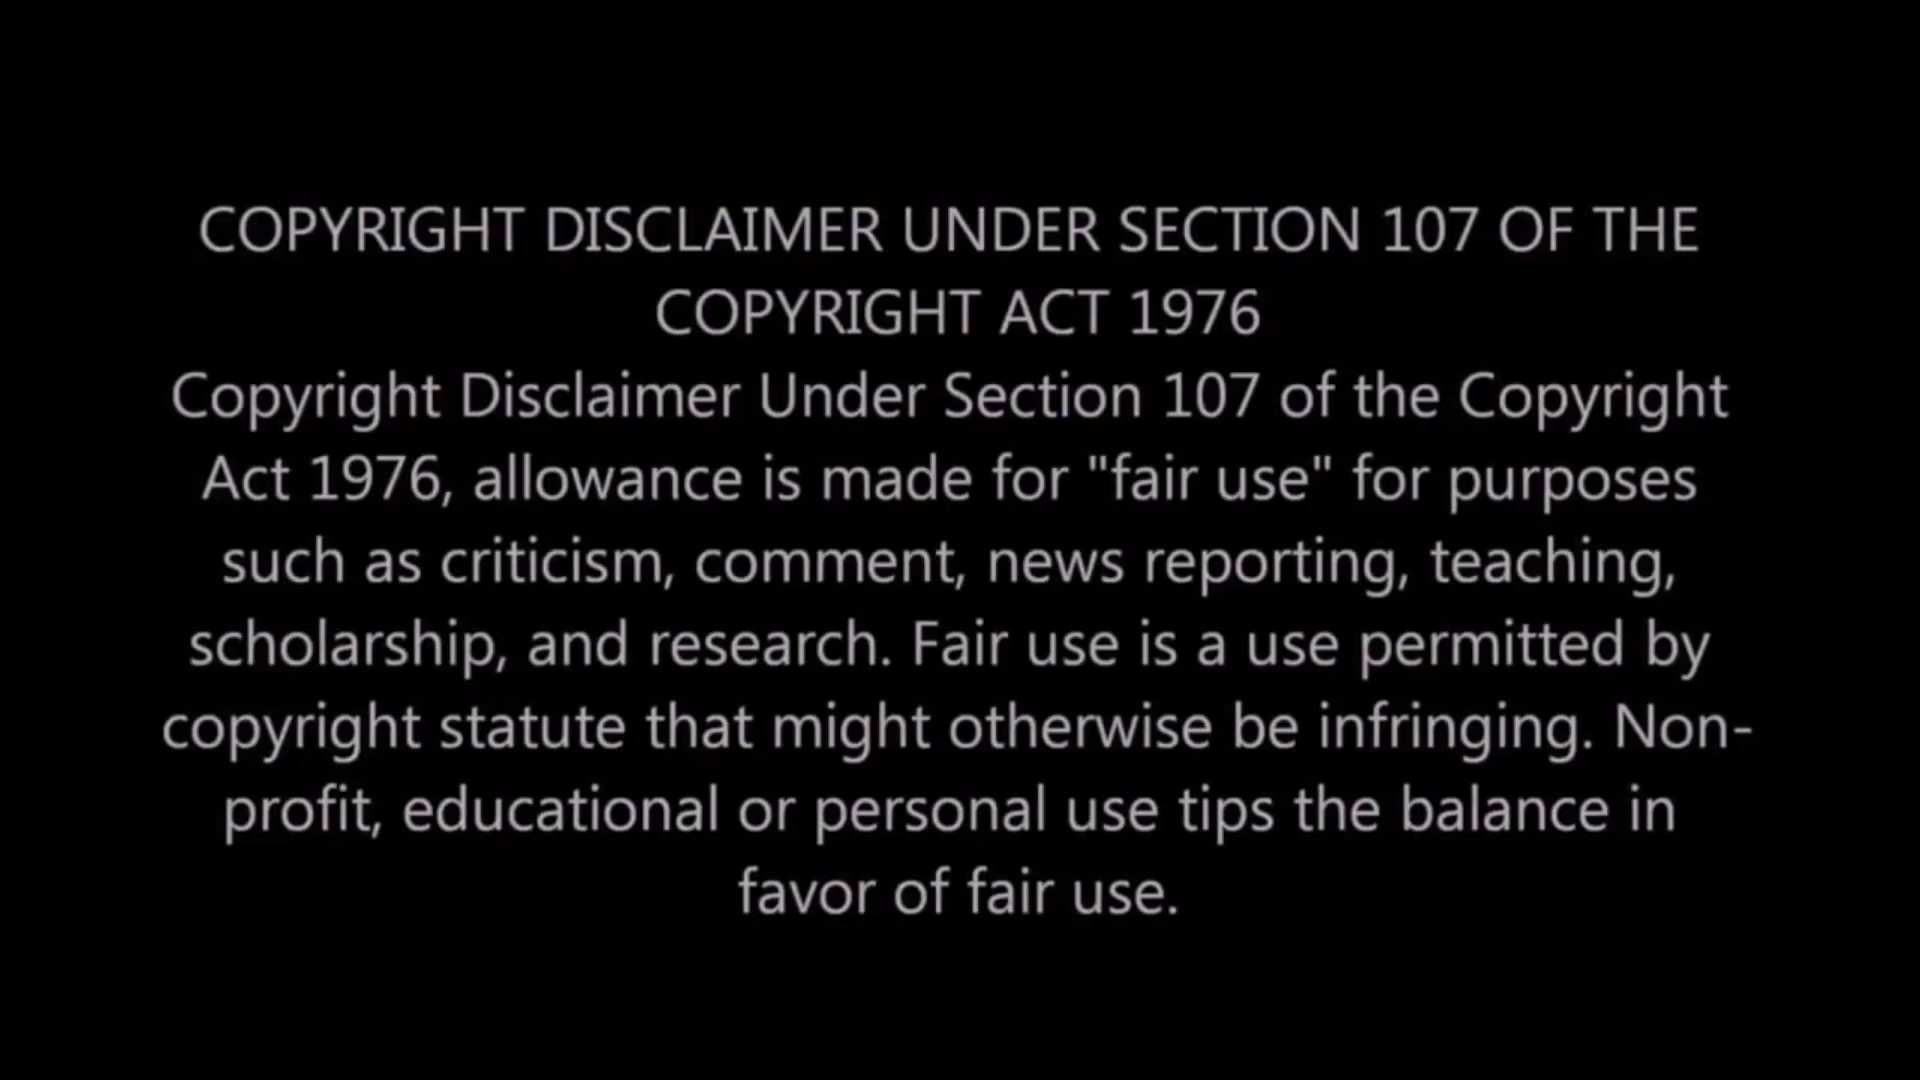 COPYRIGHT DISCLAIMER UNDER SECTION 107 OF THE
COPYRIGHT ACT 1976
Copyright Disclaimer Under Section 107 of the Copyright
Act 1976, allowance is made for "fair use" for purposes
such as criticism, comment, news reporting, teaching,
scholarship, and research. Fair use is a use permitted by
copyright statute that might otherwise be infringing. Non-
profit, educational or personal use tips the balance in
favor of fair use.